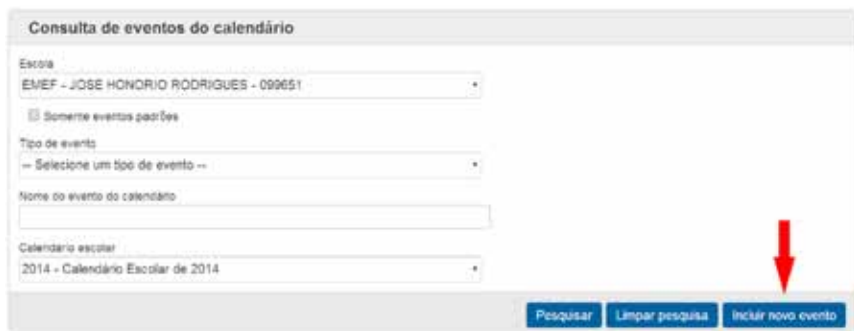 Consulta de eventos do calendário
Escola
EMEF - JOSE HONORIO RODRIGUES - 099651
Somente eventos padrões
Tipo de evento
-- Selecione um tipo de evento --
Nome do evento do calendário
Calendário escolar
2014 - Calendário Escolar de 2014
Pesquisar Limpar pesquisa Incluir novo evento